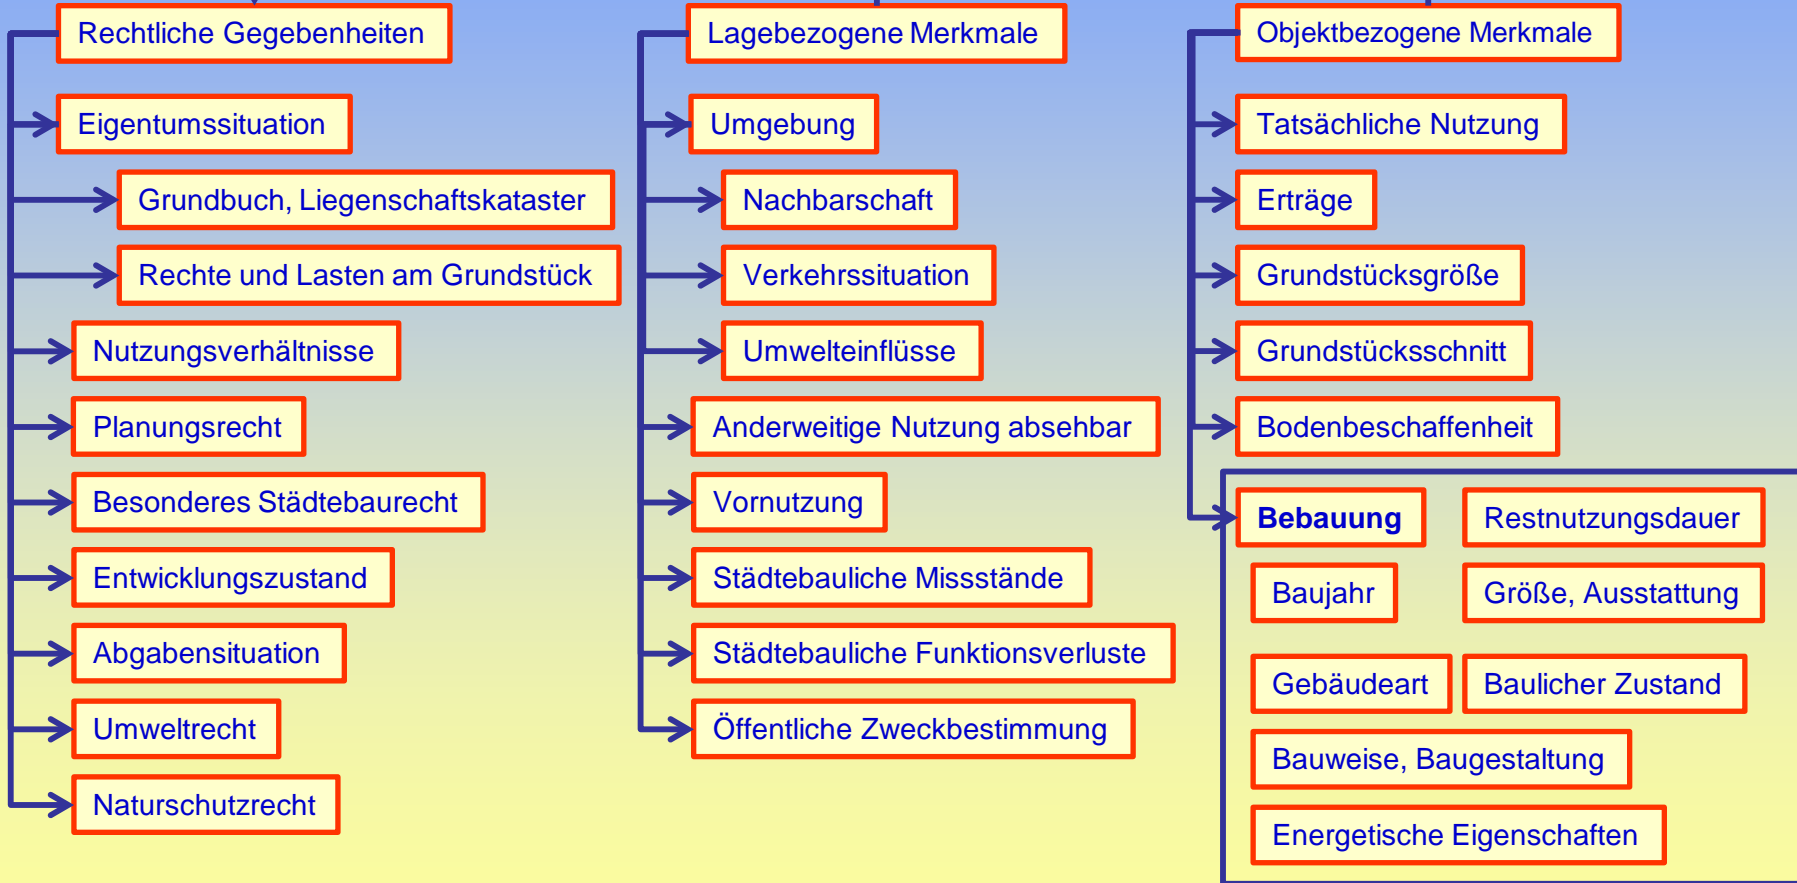 Rechtliche Gegebenheiten
Eigentumssituation
Grundbuch, Liegenschaftskataster
Rechte und Lasten am Grundstück
Nutzungsverhältnisse
Planungsrecht
Besonderes Städtebaurecht
Entwicklungszustand
Abgabensituation
Umweltrecht
Naturschutzrecht
Lagebezogene Merkmale
Umgebung
Nachbarschaft
Verkehrssituation
Umwelteinflüsse
Anderweitige Nutzung absehbar
Vornutzung
Städtebauliche Missstände
Städtebauliche Funktionsverluste
Öffentliche Zweckbestimmung
Objektbezogene Merkmale
Tatsächliche Nutzung
Erträge
Grundstücksgröße
Grundstücksschnitt
Bodenbeschaffenheit
Bebauung
Restnutzungsdauer
Baujahr
Größe, Ausstattung
Gebäudeart
Baulicher Zustand
Bauweise, Baugestaltung
Energetische Eigenschaften